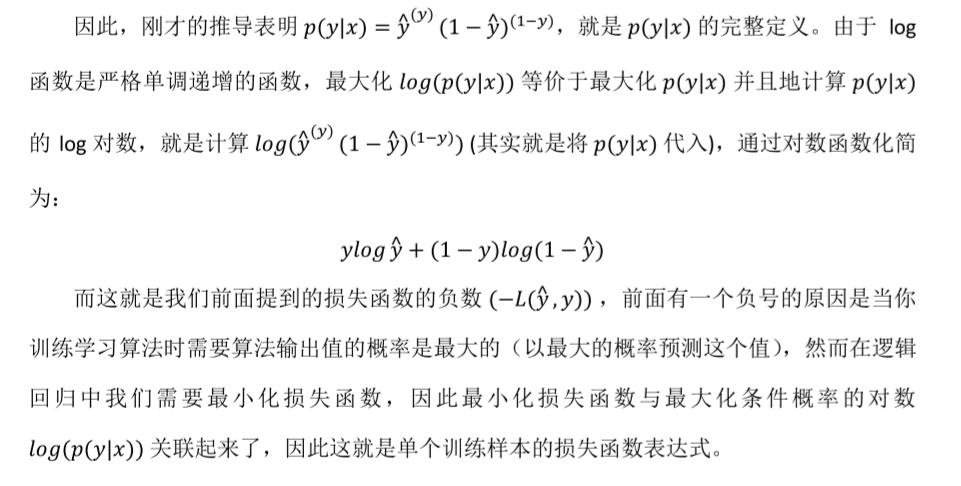 因此，刚才的推导表明 p(y|x) = ŷ^(y) (1 − ŷ)^(1−y)，就是 p(y|x) 的完整定义。由于 log
函数是严格单调递增的函数，最大化 log(p(y|x)) 等价于最大化 p(y|x) 并且地计算 p(y|x)
的 log 对数，就是计算 log(ŷ^(y) (1 − ŷ)^(1−y)) (其实就是将 p(y|x) 代入)，通过对数函数化简
为：
ylog ŷ + (1 − y)log(1 − ŷ)
而这就是我们前面提到的损失函数的负数 (−L(ŷ, y)) ，前面有一个负号的原因是当你
训练学习算法时需要算法输出值的概率是最大的（以最大的概率预测这个值），然而在逻辑
回归中我们需要最小化损失函数，因此最小化损失函数与最大化条件概率的对数
log(p(y|x)) 关联起来了，因此这就是单个训练样本的损失函数表达式。